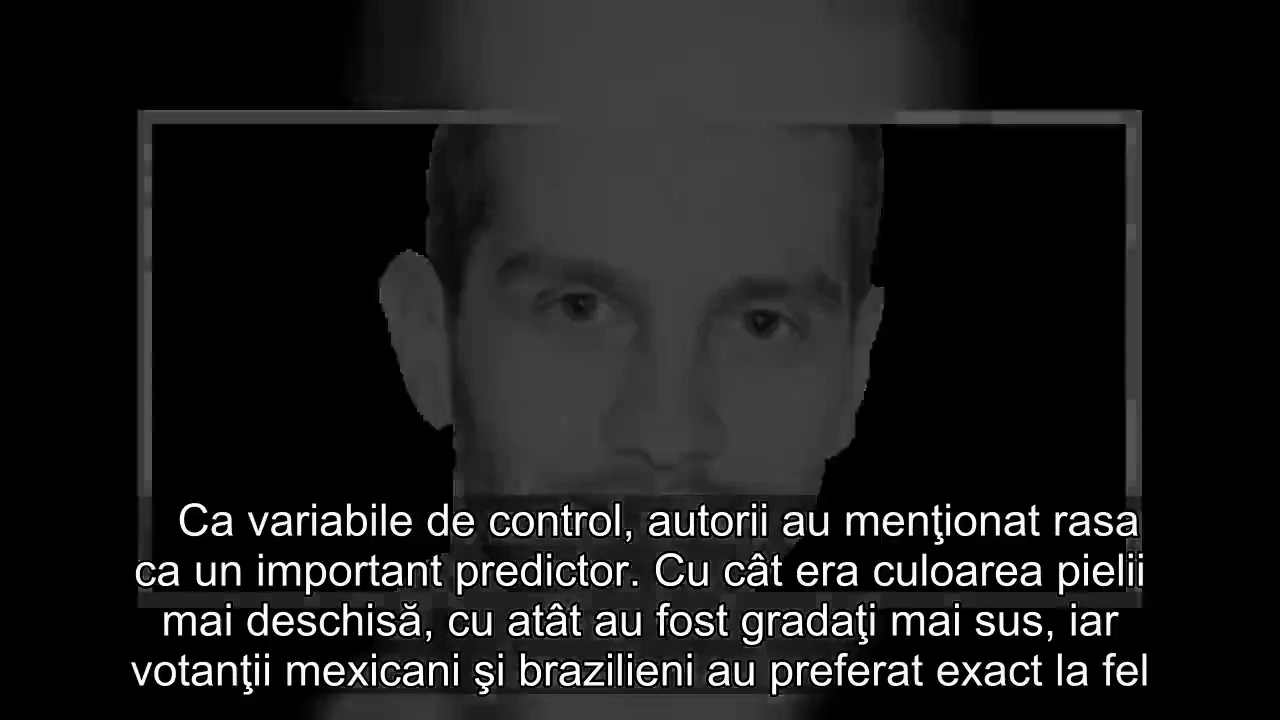 Ca variabile de control, autorii au menţionat rasa
ca un important predictor. Cu cât era culoarea pielii
mai deschisă, cu atât au fost gradaţi mai sus, iar
votanţii mexicani şi brazilieni au preferat exact la fel